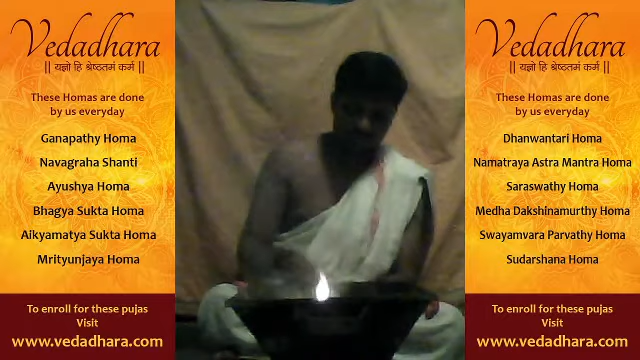 Vedadhara
|| यज्ञो हि श्रेष्ठतमं कर्म ||
These Homas are done
by us everyday
Ganapathy Homa
Navagraha Shanti
Ayushya Homa
Bhagya Sukta Homa
Aikyamatya Sukta Homa
Mrityunjaya Homa
To enroll for these pujas
Visit
www.vedadhara.com
Vedadhara
|| यज्ञो हि श्रेष्ठतमं कर्म ||
These Homas are done
by us everyday
Dhanwantari Homa
Namatraya Astra Mantra Homa
Saraswathy Homa
Medha Dakshinamurthy Homa
Swayamvara Parvathy Homa
Sudarshana Homa
To enroll for these pujas
Visit
www.vedadhara.com